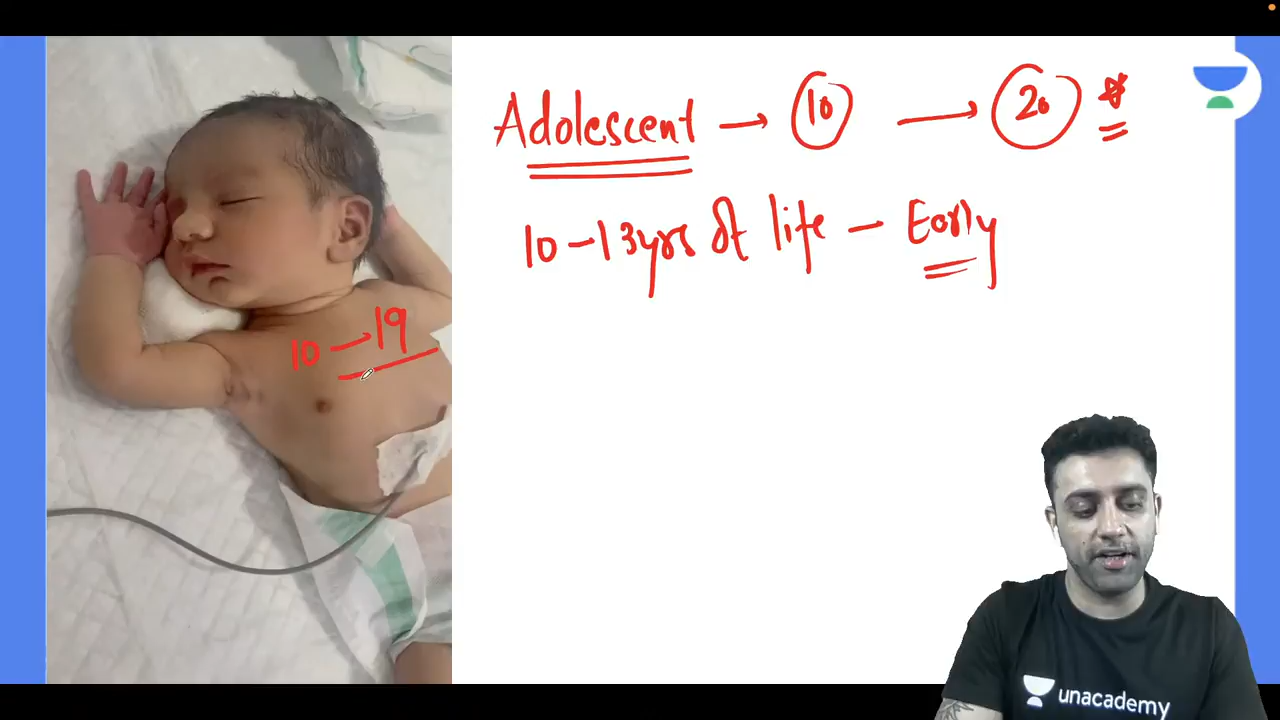 Adolescent → 10 → 20 *
10-13yrs of life - Early
10 → 19
unacademy